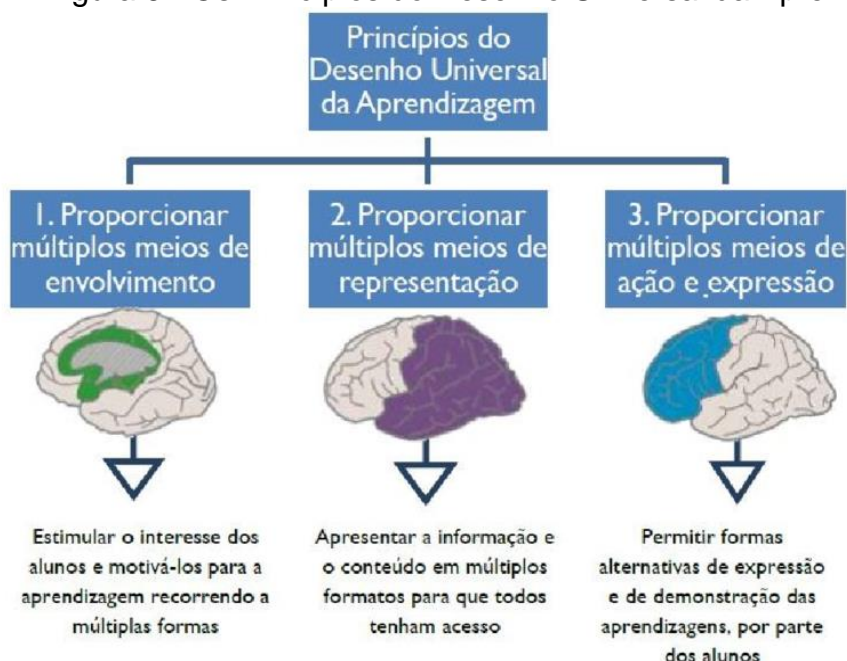 Princípios do
Desenho Universal
da Aprendizagem
1. Proporcionar
múltiplos meios de
envolvimento
2. Proporcionar
múltiplos meios de
representação
3. Proporcionar
múltiplos meios de
ação e expressão
Estimular o interesse dos
alunos e motivá-los para a
aprendizagem recorrendo a
múltiplas formas
Apresentar a informação e
o conteúdo em múltiplos
formatos para que todos
tenham acesso
Permitir formas
alternativas de expressão
e de demonstração das
aprendizagens, por parte
dos alunos